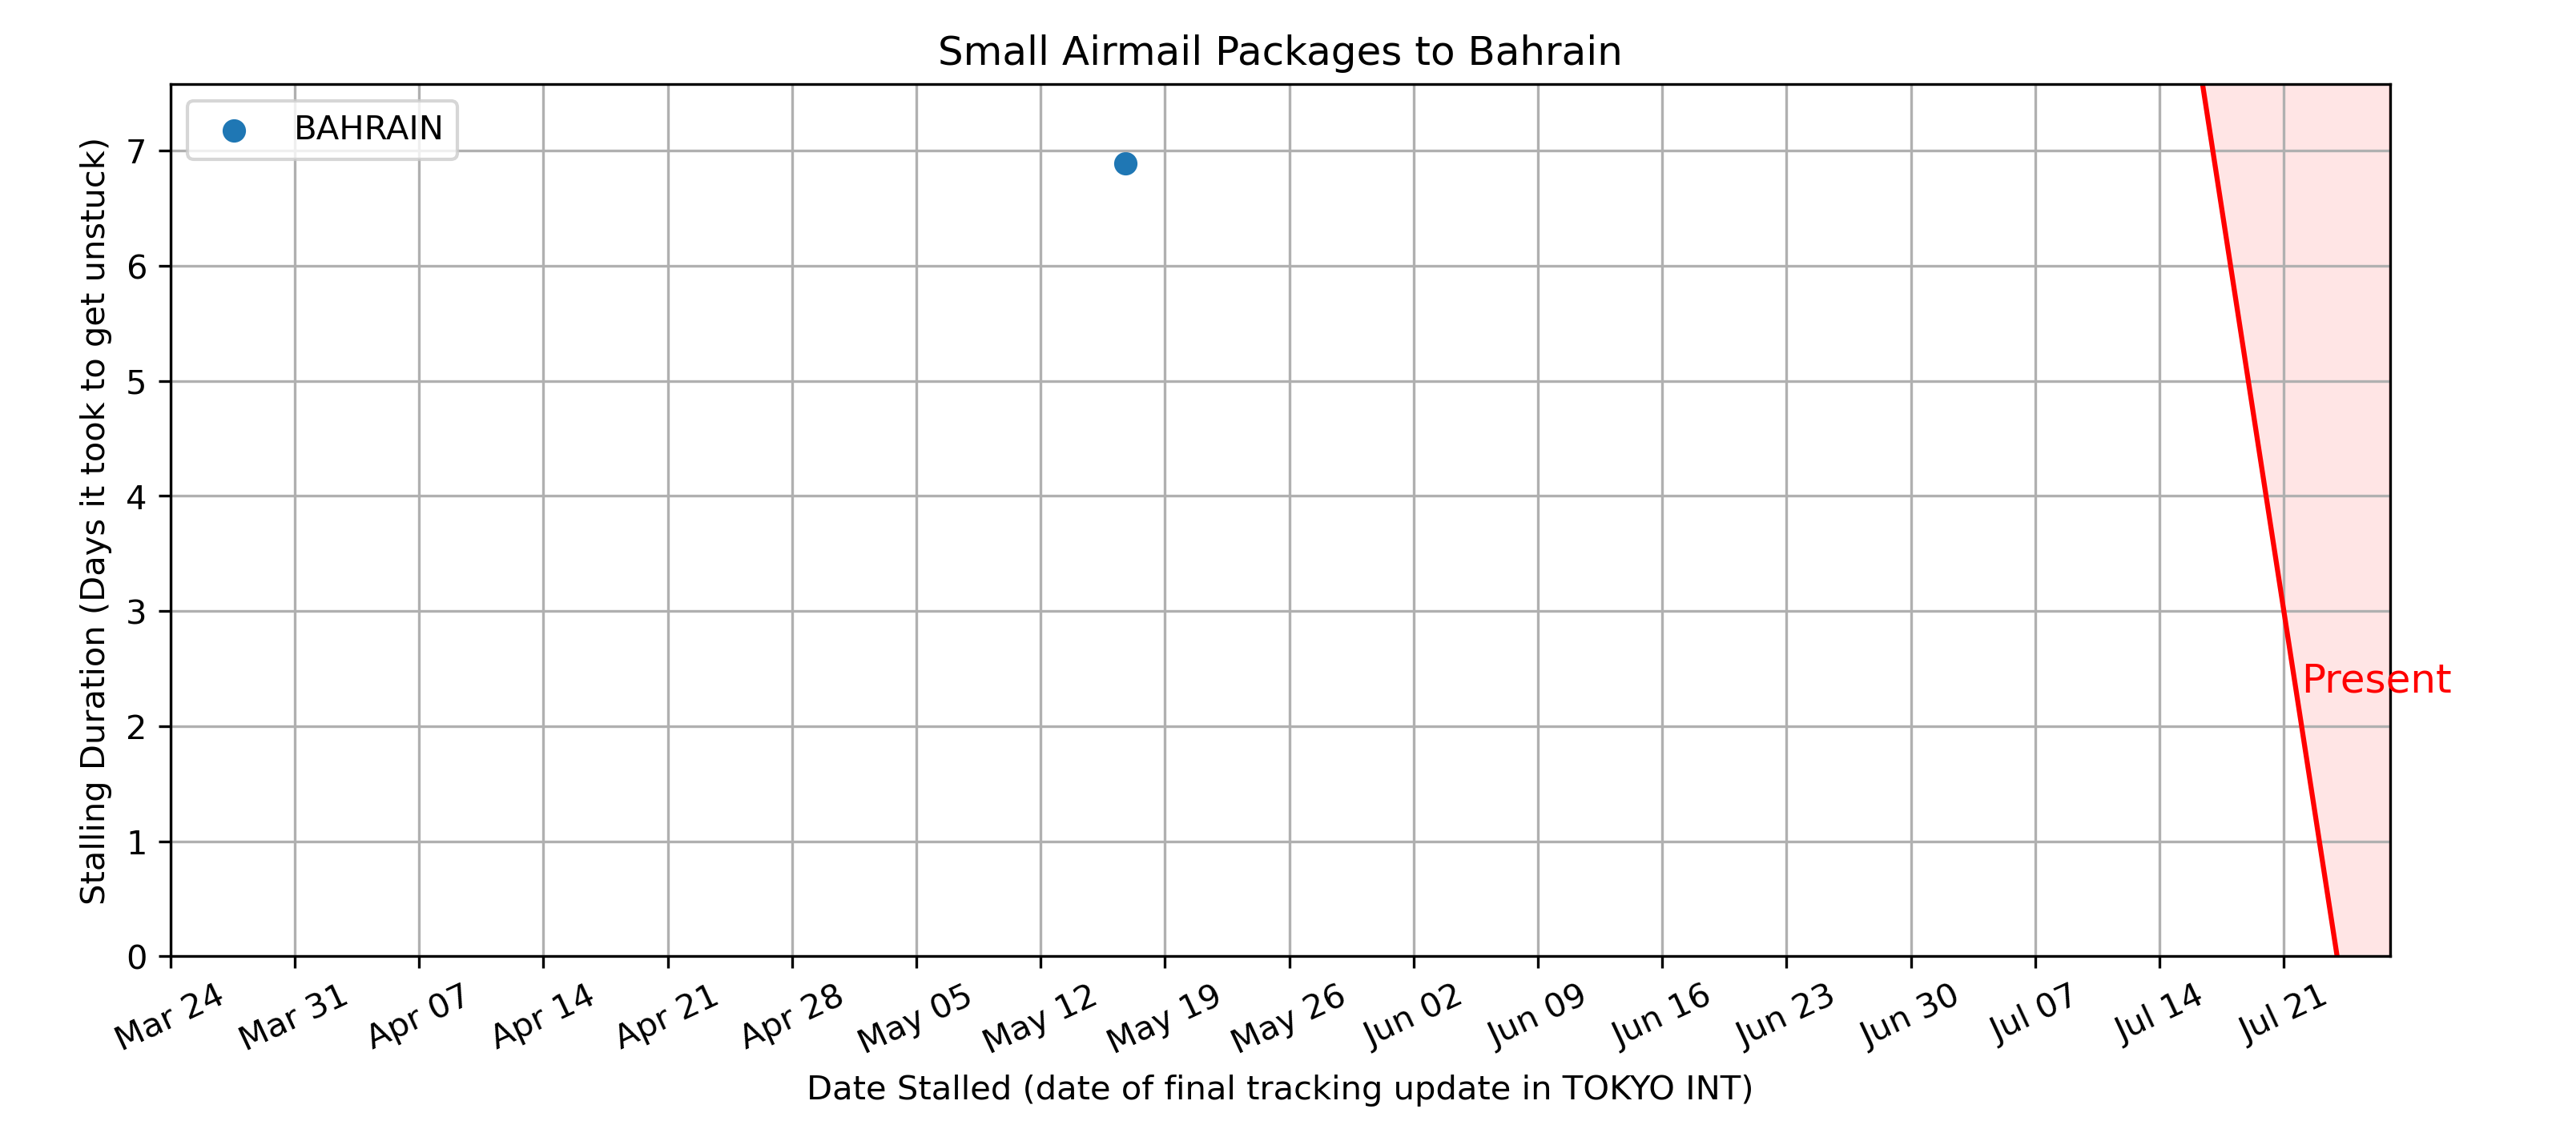 Small Airmail Packages to Bahrain
BAHRAIN
Stalling Duration (Days it took to get unstuck)
7
6
5
4
3
2
1
0
Present
Mar 24
Mar 31
Apr 07
Apr 14
Apr 21
Apr 28
May 05
May 12
May 19
May 26
Jun 02
Jun 09
Jun 16
Jun 23
Jun 30
Jul 07
Jul 14
Jul 21
Date Stalled (date of final tracking update in TOKYO INT)